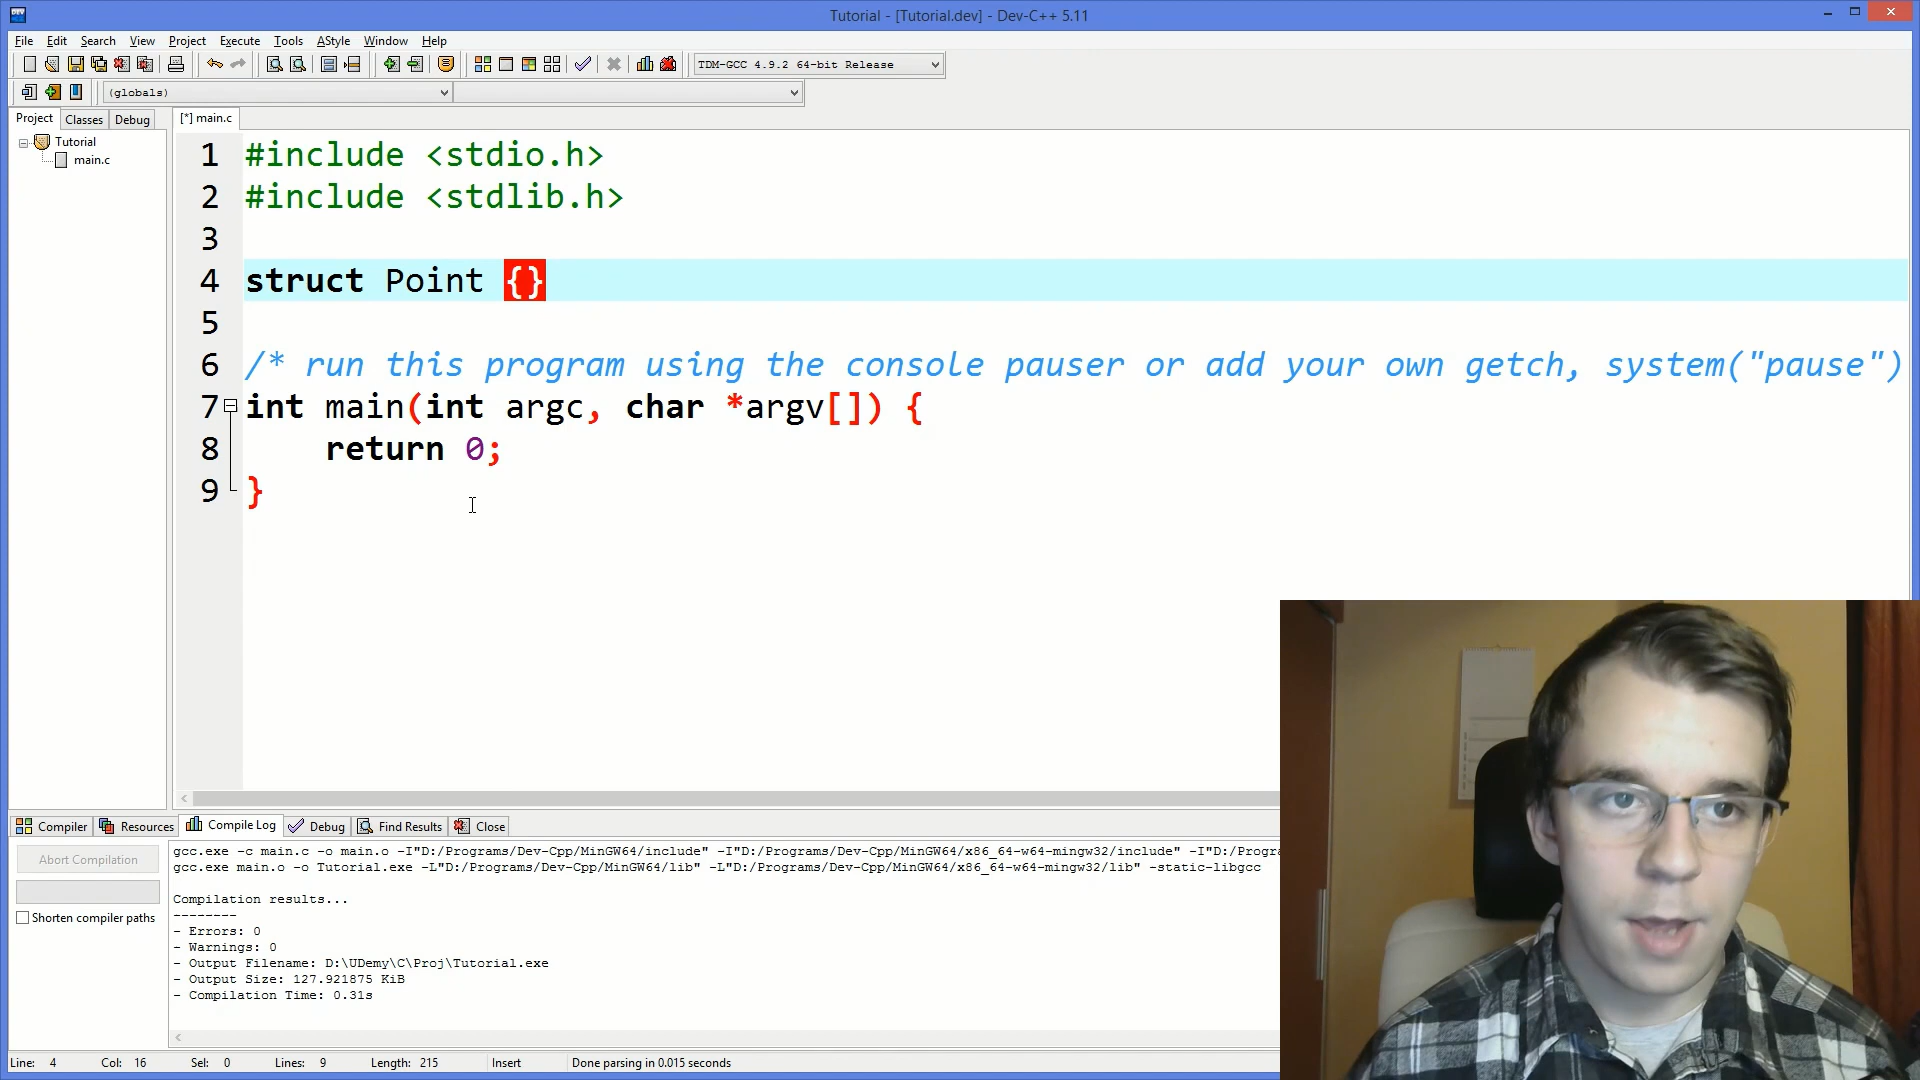 Tutorial - [Tutorial.dev] - Dev-C++ 5.11
File Edit Search View Project Execute Tools AStyle Window Help
TDM-GCC 4.9.2 64-bit Release
(globals)
Project Classes Debug
[*] main.c
Tutorial
main.c
1 #include <stdio.h>
2 #include <stdlib.h>
3
4 struct Point {}
5
6 /* run this program using the console pauser or add your own getch, system("pause")
7 int main(int argc, char *argv[]) {
8 return 0;
9 }
Compiler Resources Compile Log Debug Find Results Close
Abort Compilation
Shorten compiler paths
gcc.exe -c main.c -o main.o -I"D:/Programs/Dev-Cpp/MinGW64/include" -I"D:/Programs/Dev-Cpp/MinGW64/x86_64-w64-mingw32/include" -I"D:/Progra
gcc.exe main.o -o Tutorial.exe -L"D:/Programs/Dev-Cpp/MinGW64/lib" -L"D:/Programs/Dev-Cpp/MinGW64/x86_64-w64-mingw32/lib" -static-libgcc
Compilation results...
--------
- Errors: 0
- Warnings: 0
- Output Filename: D:\UDemy\C\Proj\Tutorial.exe
- Output Size: 127.921875 KiB
- Compilation Time: 0.31s
Line: 4 Col: 16 Sel: 0 Lines: 9 Length: 215 Insert Done parsing in 0.015 seconds